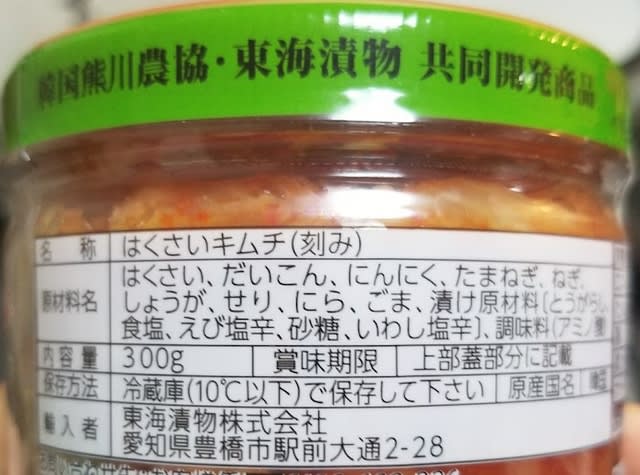 韓国熊川農協・東海漬物 共同開発商品
名 称 はくさいキムチ(刻み)
原材料名 はくさい、だいこん、にんにく、たまねぎ、ねぎ、
しょうが、せり、にら、ごま、漬け原材料〔とうがらし、
食塩、えび塩辛、砂糖、いわし塩辛〕、調味料(アミノ酸)
内容量 300g 賞味期限 上部蓋部分に記載
保存方法 冷蔵庫(10℃以下)で保存して下さい 原産国名 韓国
輸入者 東海漬物株式会社
愛知県豊橋市駅前大通2-28